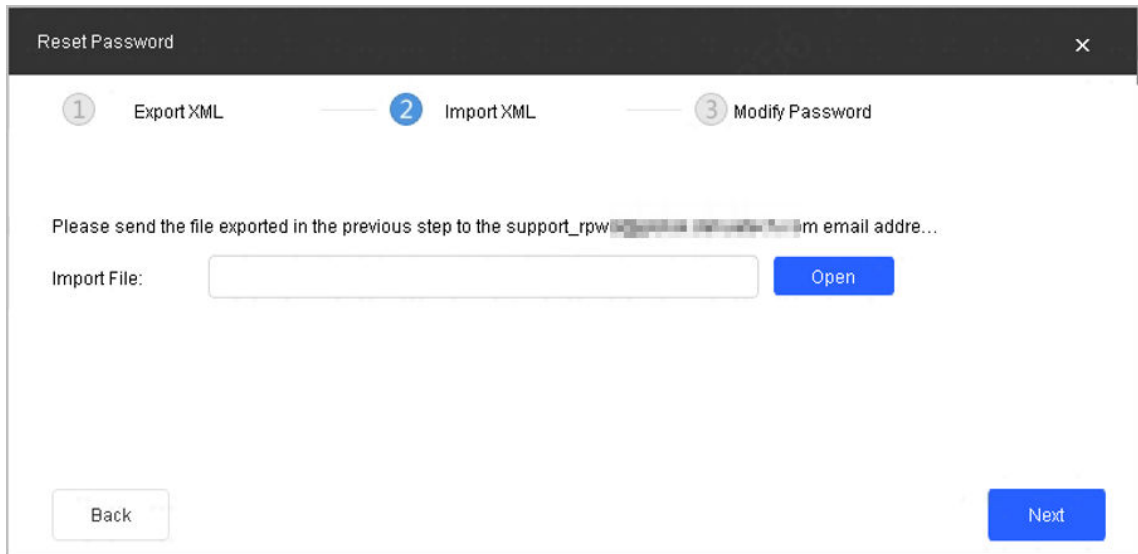 Reset Password
1 Export XML 2 Import XML 3 Modify Password
Please send the file exported in the previous step to the support_rpw m email addre...
Import File: Open
Back Next